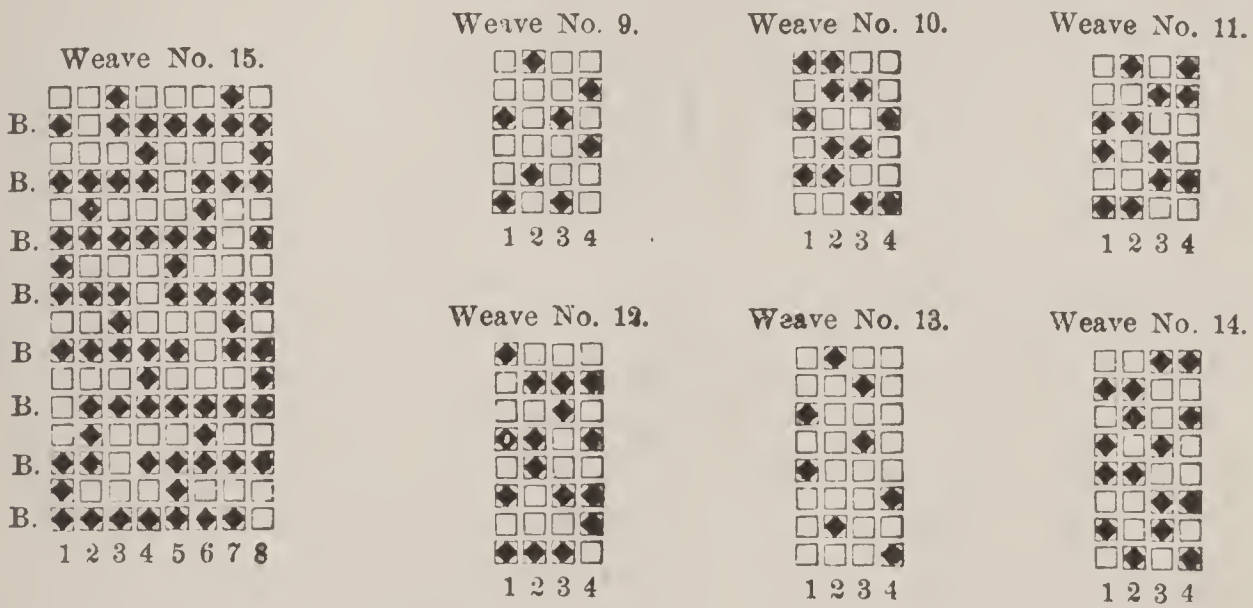 Weave No. 15.
B.
B.
B.
B.
B
B.
B.
B.
1 2 3 4 5 6 7 8
Weave No. 9.
1 2 3 4
Weave No. 10.
1 2 3 4
Weave No. 11.
1 2 3 4
Weave No. 12.
1 2 3 4
Weave No. 13.
1 2 3 4
Weave No. 14.
1 2 3 4